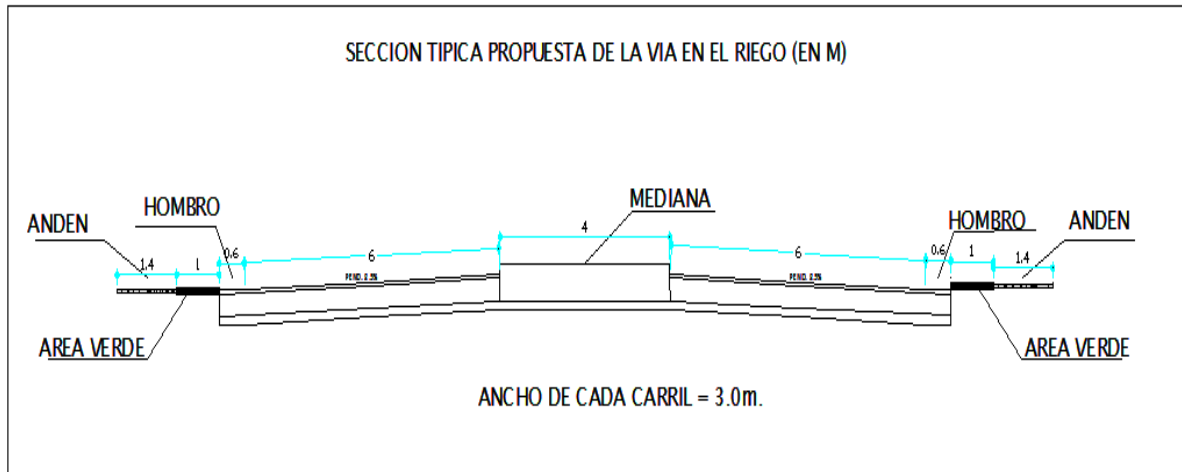 SECCION TIPICA PROPUESTA DE LA VIA EN EL RIEGO (EN M)
MEDIANA
HOMBRO
HOMBRO
ANDEN
ANDEN
4
6
6
0.6
0.6
1.4
1
1
1.4
AREA VERDE
AREA VERDE
ANCHO DE CADA CARRIL = 3.0m.